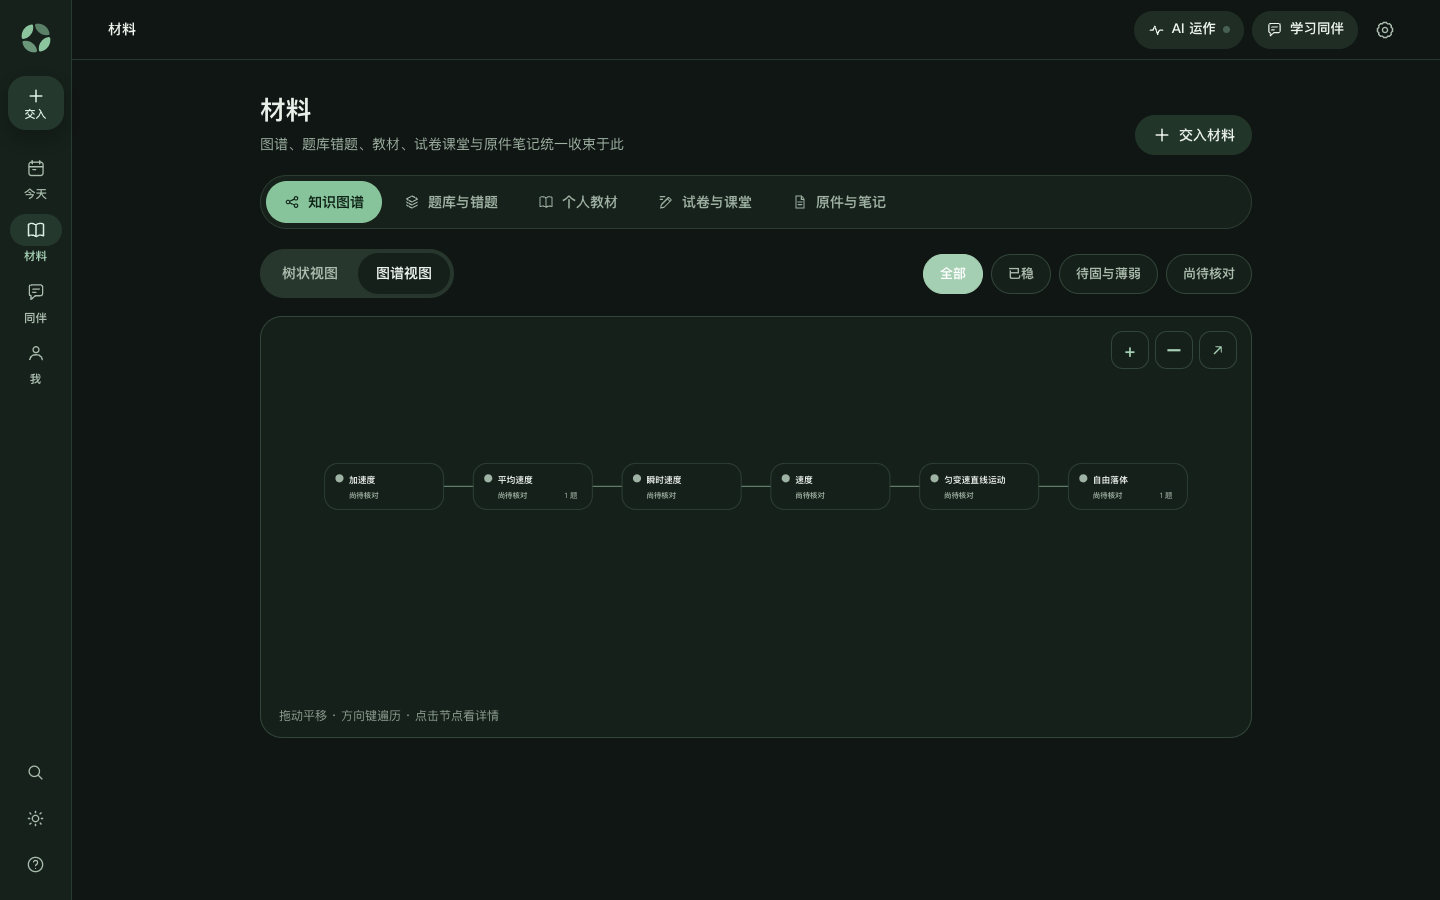 材料
AI 运作
学习同伴
交入
今天
材料
同伴
我
材料
图谱、题库错题、教材、试卷课堂与原件笔记统一收束于此
交入材料
知识图谱
题库与错题
个人教材
试卷与课堂
原件与笔记
树状视图
图谱视图
全部
已稳
待固与薄弱
尚待核对
加速度
尚待核对
平均速度
尚待核对
1 题
瞬时速度
尚待核对
速度
尚待核对
匀变速直线运动
尚待核对
自由落体
尚待核对
1 题
拖动平移 · 方向键遍历 · 点击节点看详情